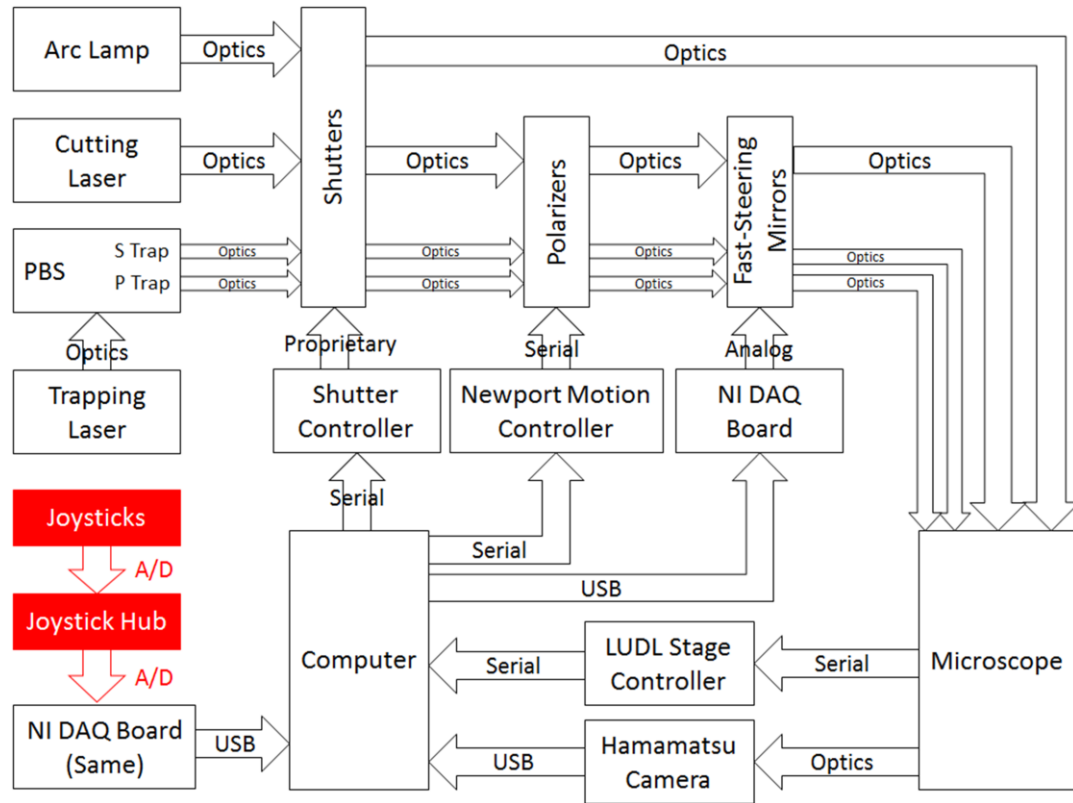 Arc Lamp
Optics
Optics
Cutting
Laser
Optics
Shutters
Optics
Polarizers
Optics
Fast-Steering
Mirrors
Optics
PBS
S Trap
P Trap
Optics
Optics
Optics
Optics
Optics
Optics
Optics
Optics
Optics
Trapping
Laser
Proprietary
Shutter
Controller
Serial
Newport Motion
Controller
Analog
NI DAQ
Board
Serial
Serial
USB
Joysticks
A/D
Joystick Hub
A/D
NI DAQ Board
(Same)
USB
Computer
Serial
LUDL Stage
Controller
Serial
USB
Hamamatsu
Camera
Optics
Microscope